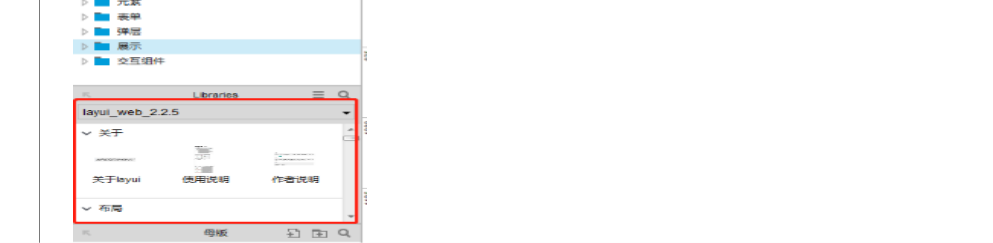 元素
表单
弹层
展示
交互组件
Libraries
layui_web_2.2.5
关于
关于layui
使用说明
作者说明
布局
母版